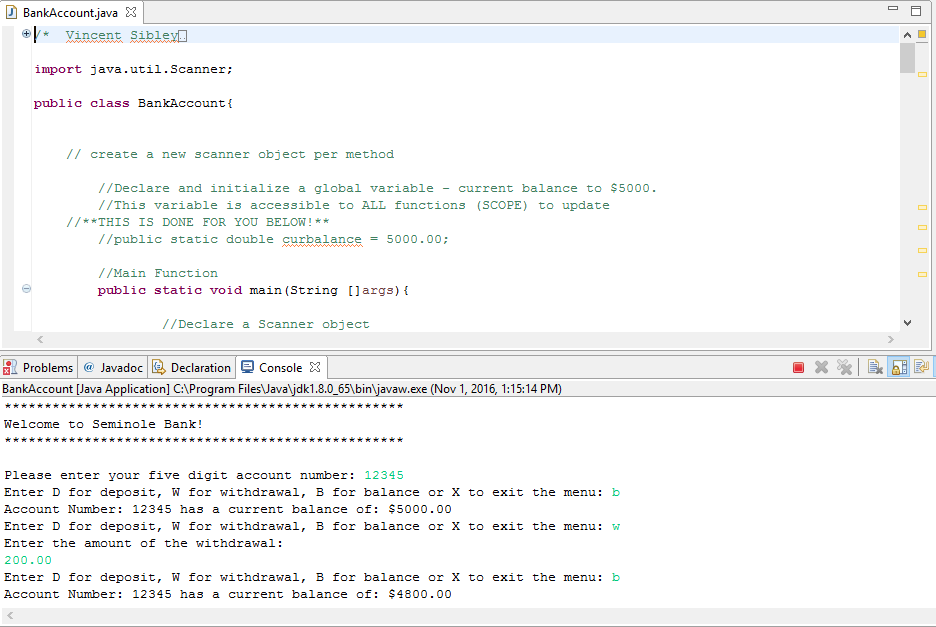 BankAccount.java
/*  Vincent Sibley
import java.util.Scanner;
public class BankAccount{
// create a new scanner object per method
//Declare and initialize a global variable - current balance to $5000.
//This variable is accessible to ALL functions (SCOPE) to update
//**THIS IS DONE FOR YOU BELOW!**
//public static double curbalance = 5000.00;
//Main Function
public static void main(String []args){
//Declare a Scanner object
Problems @ Javadoc Declaration Console
BankAccount [Java Application] C:\Program Files\Java\jdk1.8.0_65\bin\javaw.exe (Nov 1, 2016, 1:15:14 PM)
**************************************************
Welcome to Seminole Bank!
**************************************************
Please enter your five digit account number: 12345
Enter D for deposit, W for withdrawal, B for balance or X to exit the menu: b
Account Number: 12345 has a current balance of: $5000.00
Enter D for deposit, W for withdrawal, B for balance or X to exit the menu: w
Enter the amount of the withdrawal:
200.00
Enter D for deposit, W for withdrawal, B for balance or X to exit the menu: b
Account Number: 12345 has a current balance of: $4800.00